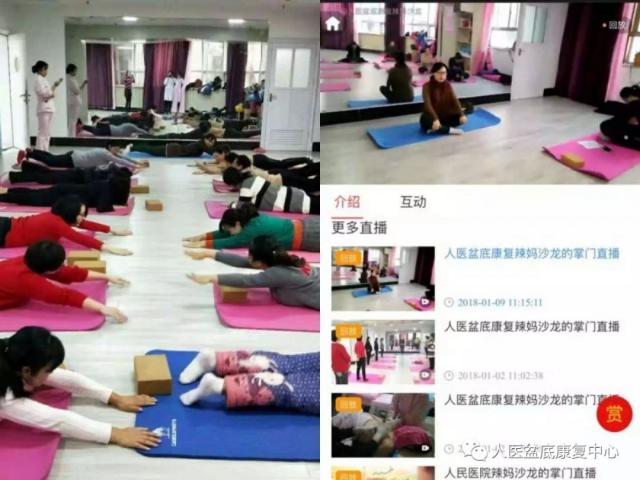 回放
介绍
互动
更多直播
回放
人医盆底康复辣妈沙龙的掌门直播
2018-01-09 11:15:11
回放
人医盆底康复辣妈沙龙的掌门直播
2018-01-02 11:02:38
回放
人医盆底康复辣妈沙龙的掌门直播
赏
人医盆底康复中心
回放
人民医院辣妈沙龙的掌门直播